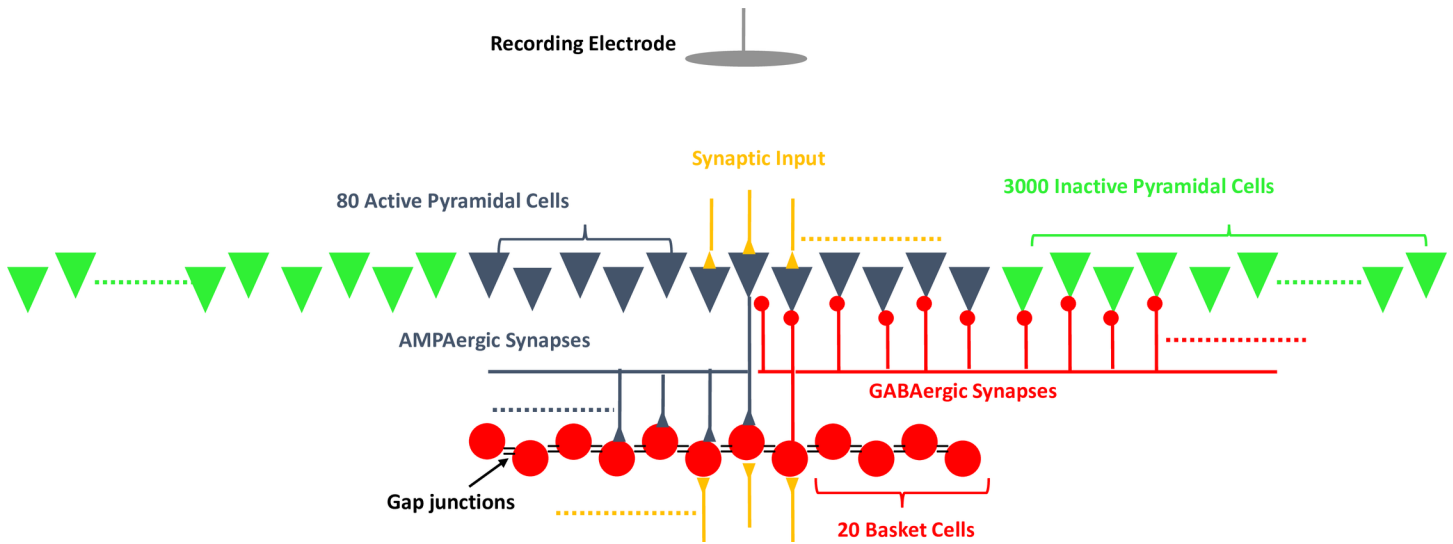 Recording Electrode
Synaptic Input
3000 Inactive Pyramidal Cells
80 Active Pyramidal Cells
AMPAergic Synapses
GABAergic Synapses
Gap junctions
20 Basket Cells